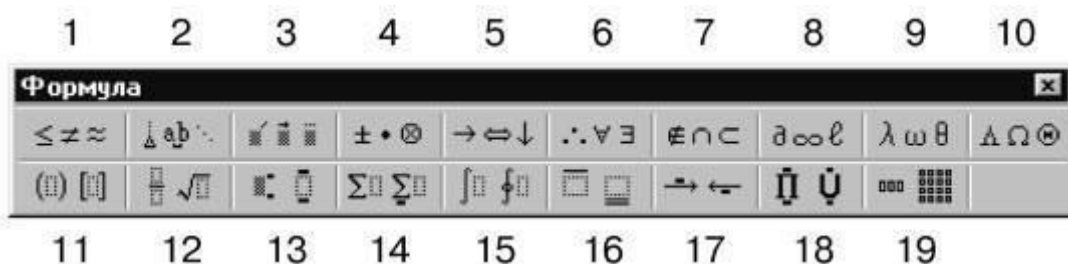 1 2 3 4 5 6 7 8 9 10
Формула
≤ ≠ ≈ a͟b ⋱ ± • ⊗ → ⇔ ↓ ∴ ∀ ∃ ∉ ∩ ⊂ ∂ ∞ ℓ λ ω θ Λ Ω Θ
(▯) [▯] √▯ Σ▯ Σ▯ ∫▯ ∮▯ → ← Π Ụ
11 12 13 14 15 16 17 18 19